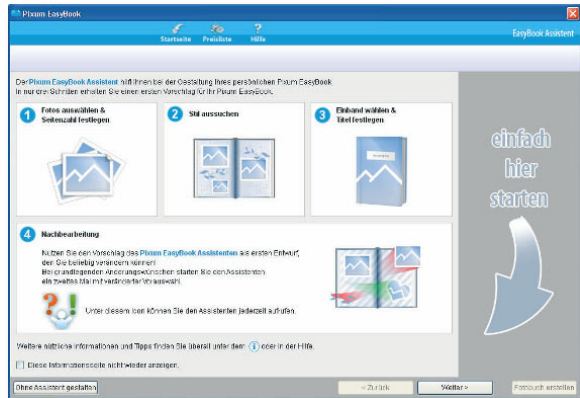 Pixum EasyBook
Startseite Preisliste Hilfe
EasyBook Assistent
Der Pixum EasyBook Assistent hilft Ihnen bei der Gestaltung Ihres persönlichen Pixum EasyBook.
In nur drei Schritten erhalten Sie einen ersten Vorschlag für Ihr Pixum EasyBook.
1 Fotos auswählen &
Seitenzahl festlegen
2 Stil aussuchen
3 Einband wählen &
Titel festlegen
4 Nachbearbeitung
Nutzen Sie den Vorschlag des Pixum EasyBook Assistenten als ersten Entwurf,
den Sie beliebig verändern können!
Bei grundlegenden Änderungswünschen starten Sie den Assistenten
ein zweites Mal mit veränderter Vorauswahl.
Unter diesem Icon können Sie den Assistenten jederzeit aufrufen.
Weitere nützliche Informationen und Tipps finden Sie überall unter dem i oder in der Hilfe.
Diese Informationsseite nicht wieder anzeigen.
einfach
hier
starten
Ohne Assistent gestalten
< Zurück
Weiter >
Fotobuch erstellen